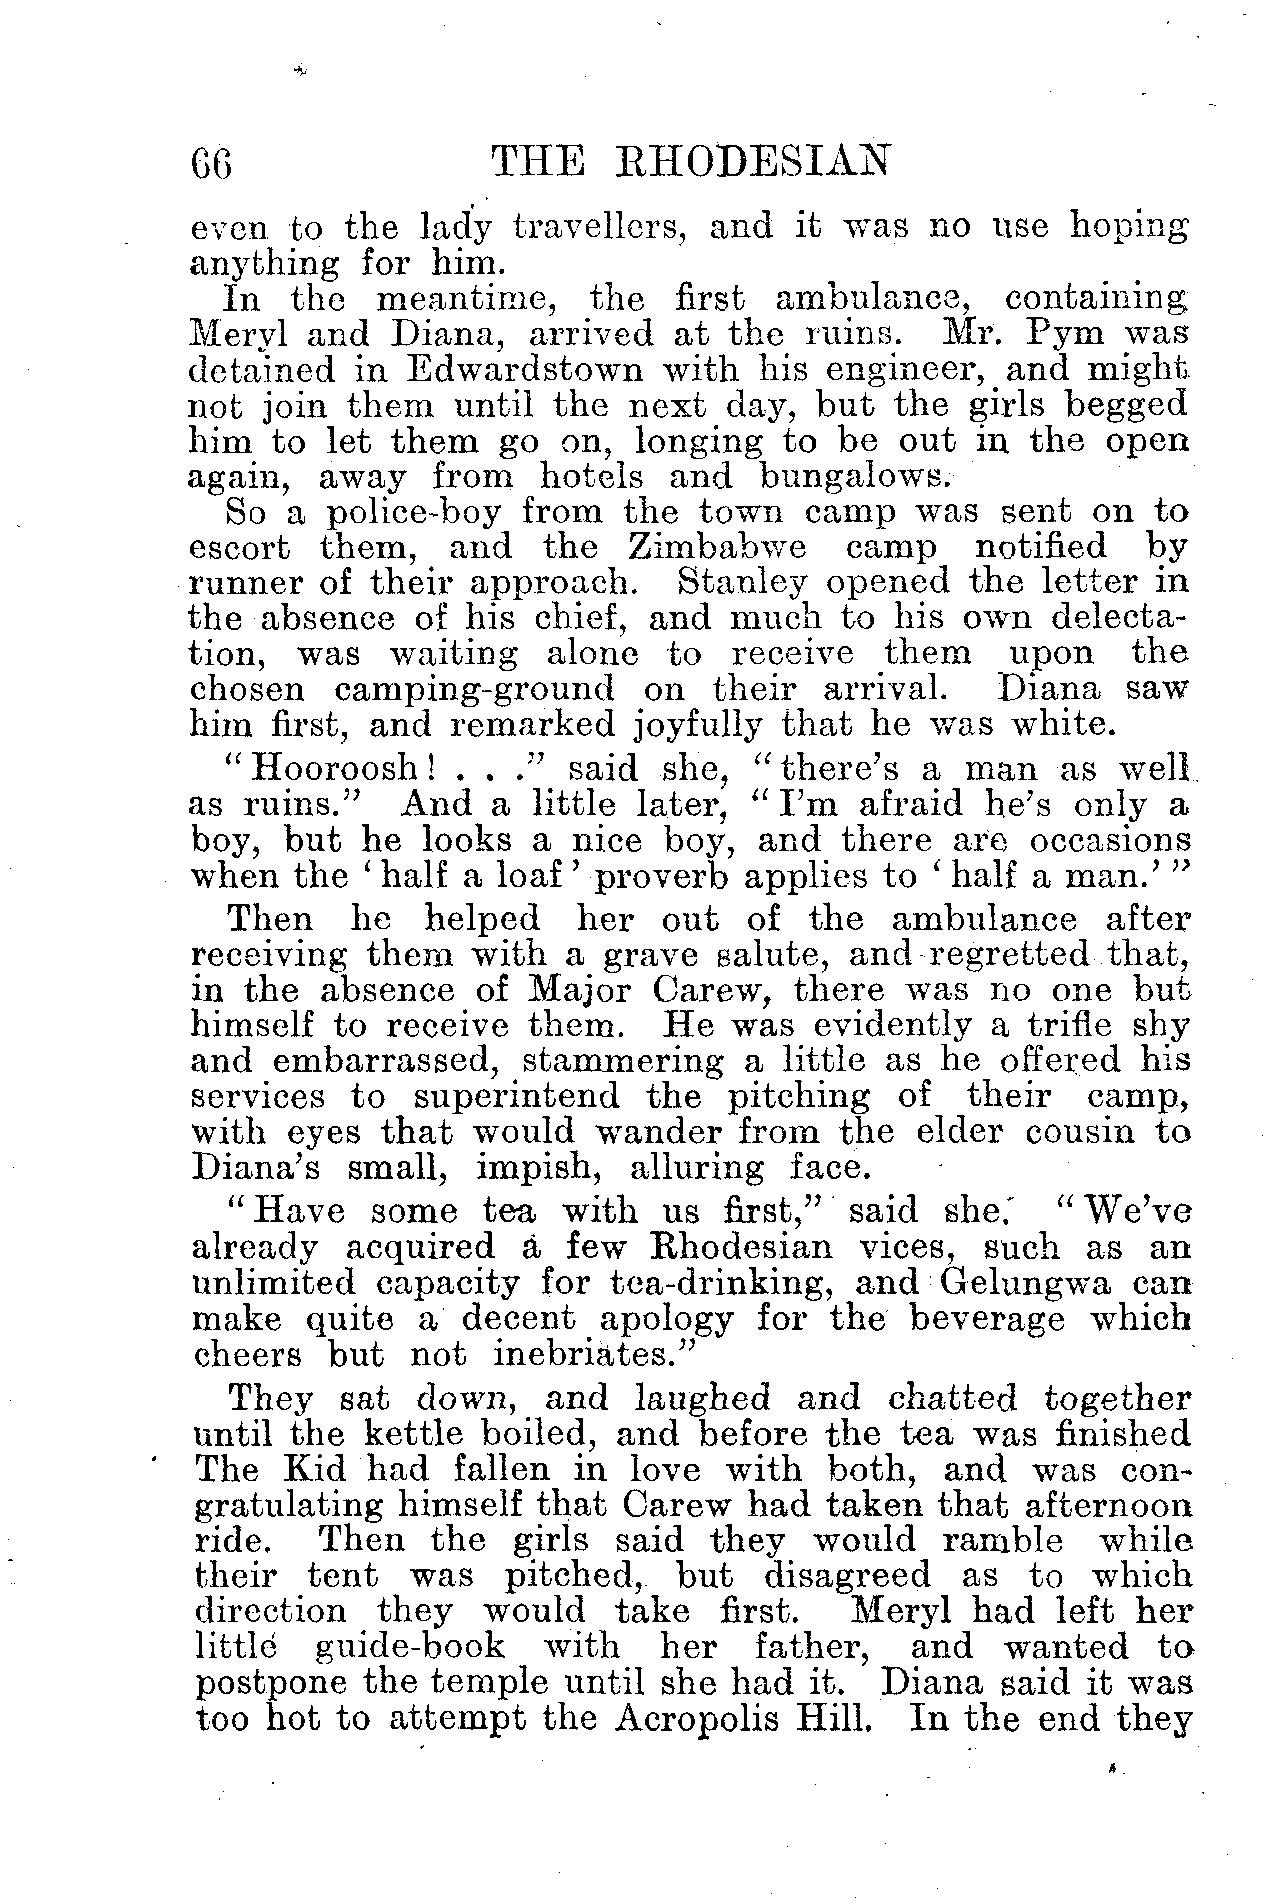 66 THE RHODESIAN
even to the lady travellers, and it was no use hoping
anything for him.
In the meantime, the first ambulance, containing
Meryl and Diana, arrived at the ruins. Mr. Pym was
detained in Edwardstown with his engineer, and might
not join them until the next day, but the girls begged
him to let them go on, longing to be out in the open
again, away from hotels and bungalows.
So a police-boy from the town camp was sent on to
escort them, and the Zimbabwe camp notified by
runner of their approach. Stanley opened the letter in
the absence of his chief, and much to his own delecta-
tion, was waiting alone to receive them upon the
chosen camping-ground on their arrival. Diana saw
him first, and remarked joyfully that he was white.
"Hooroosh! . . ." said she, "there's a man as well
as ruins." And a little later, "I'm afraid he's only a
boy, but he looks a nice boy, and there are occasions
when the 'half a loaf' proverb applies to 'half a man.'"
Then he helped her out of the ambulance after
receiving them with a grave salute, and regretted that,
in the absence of Major Carew, there was no one but
himself to receive them. He was evidently a trifle shy
and embarrassed, stammering a little as he offered his
services to superintend the pitching of their camp,
with eyes that would wander from the elder cousin to
Diana's small, impish, alluring face.
"Have some tea with us first," said she. "We've
already acquired a few Rhodesian vices, such as an
unlimited capacity for tea-drinking, and Gelungwa can
make quite a decent apology for the beverage which
cheers but not inebriates."
They sat down, and laughed and chatted together
until the kettle boiled, and before the tea was finished
The Kid had fallen in love with both, and was con-
gratulating himself that Carew had taken that afternoon
ride. Then the girls said they would ramble while
their tent was pitched, but disagreed as to which
direction they would take first. Meryl had left her
little guide-book with her father, and wanted to
postpone the temple until she had it. Diana said it was
too hot to attempt the Acropolis Hill. In the end they